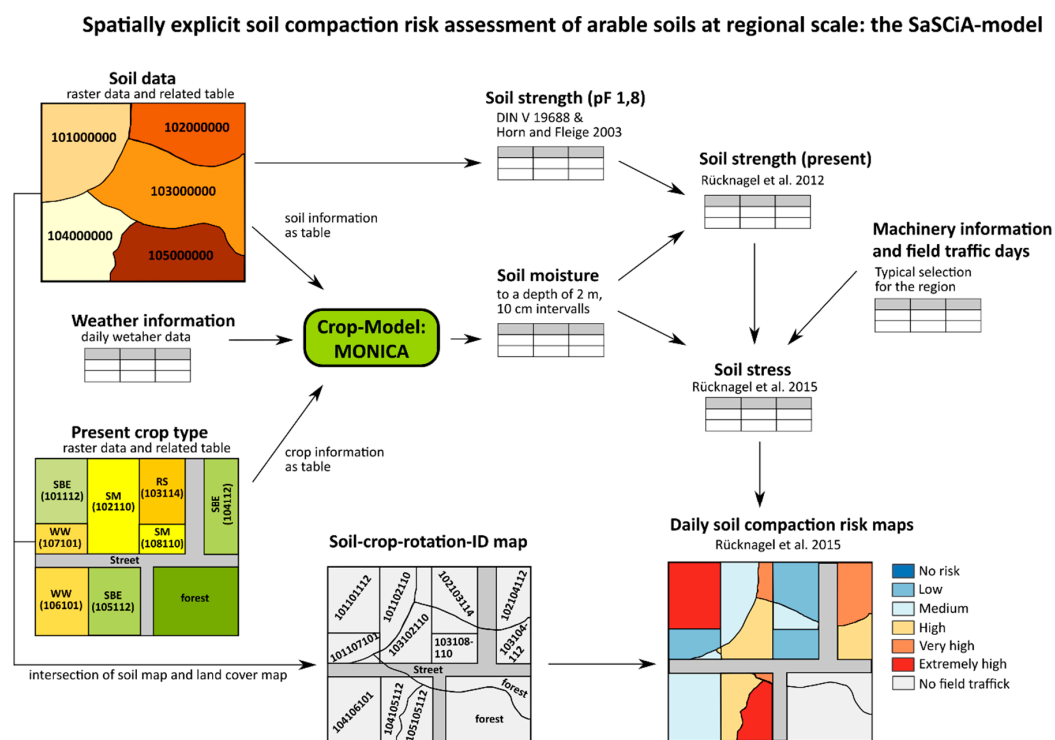 Spatially explicit soil compaction risk assessment of arable soils at regional scale: the SaSCiA-model
Soil data
raster data and related table
101000000
102000000
103000000
104000000
105000000
soil information
as table
Weather information
daily wetaher data
Crop-Model:
MONICA
Present crop type
raster data and related table
SBE
(101112)
SM
(102110)
RS
(103114)
SBE
(104112)
WW
(107101)
SM
(108110)
Street
WW
(106101)
SBE
(105112)
forest
crop information
as table
intersection of soil map and land cover map
Soil strength (pF 1,8)
DIN V 19688 &
Horn and Fleige 2003
Soil moisture
to a depth of 2 m,
10 cm intervalls
Soil strength (present)
Rücknagel et al. 2012
Machinery information
and field traffic days
Typical selection
for the region
Soil stress
Rücknagel et al. 2015
Soil-crop-rotation-ID map
101101112
101102110
102103114
102104112
101107101
103102110
103108-
110
103104-
112
Street
104106101
104105112
105105112
forest
forest
Daily soil compaction risk maps
Rücknagel et al. 2015
No risk
Low
Medium
High
Very high
Extremely high
No field traffick